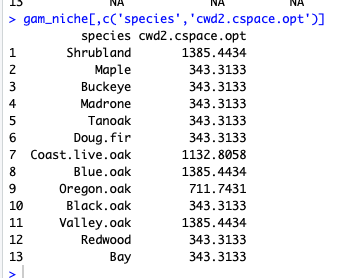 13 NA NA NA
> gam_niche[,c('species','cwd2.cspace.opt')]
species cwd2.cspace.opt
1 Shrubland 1385.4434
2 Maple 343.3133
3 Buckeye 343.3133
4 Madrone 343.3133
5 Tanoak 343.3133
6 Doug.fir 343.3133
7 Coast.live.oak 1132.8058
8 Blue.oak 1385.4434
9 Oregon.oak 711.7431
10 Black.oak 343.3133
11 Valley.oak 1385.4434
12 Redwood 343.3133
13 Bay 343.3133
>